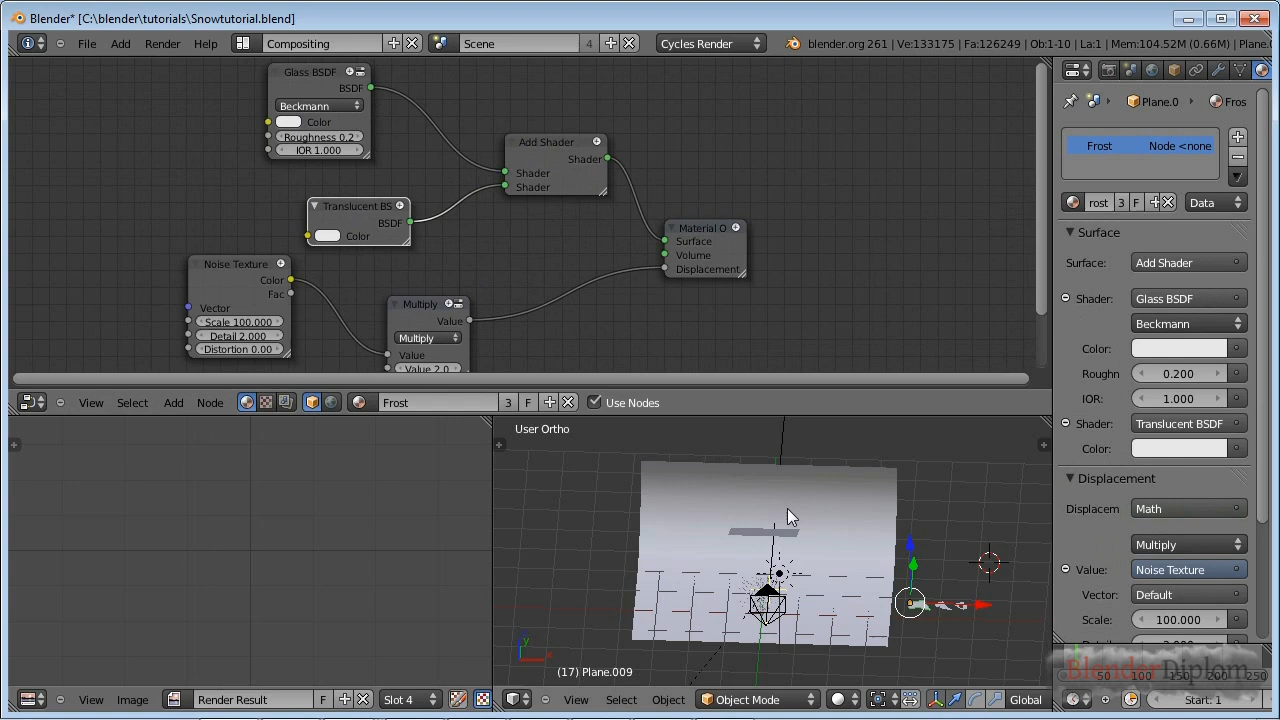 Blender* [C:\blender\tutorials\Snowtutorial.blend]
File Add Render Help Compositing Scene 4 Cycles Render blender.org 261 | Ve:133175 | Fa:126249 | Ob:1-10 | La:1 | Mem:104.52M (0.66M) | Plane.0
Glass BSDF
BSDF
Beckmann
Color
Roughness 0.2
IOR 1.000
Add Shader
Shader
Shader
Shader
Translucent BS
BSDF
Color
Material O
Surface
Volume
Displacement
Noise Texture
Color
Fac
Vector
Scale 100.000
Detail 2.000
Distortion 0.00
Multiply
Value
Multiply
Value
Value 2.0
View Select Add Node Frost 3 F Use Nodes
Plane.0 Fros
Frost Node <none
rost 3 F Data
Surface
Surface: Add Shader
Shader: Glass BSDF
Beckmann
Color:
Roughn 0.200
IOR: 1.000
Shader: Translucent BSDF
Color:
Displacement
Displacem Math
Multiply
Value: Noise Texture
Vector: Default
Scale: 100.000
User Ortho
(17) Plane.009
View Image Render Result F Slot 4
View Select Object Object Mode Global
BlenderDiplom
50 100 150 200 250
Start: 1